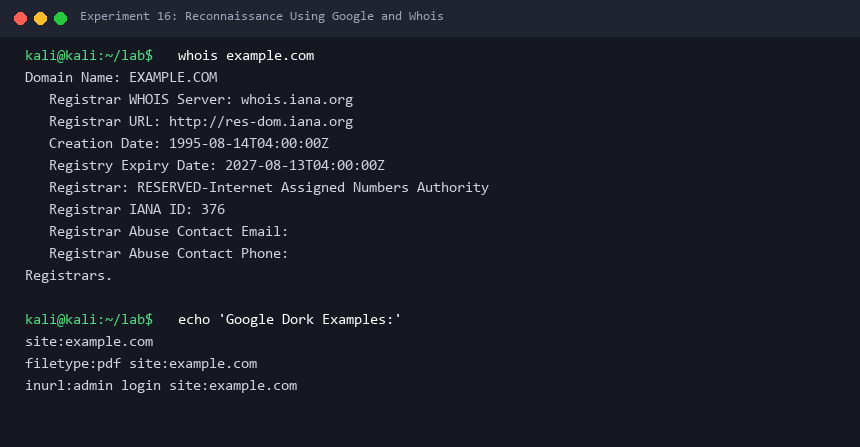 Experiment 16: Reconnaissance Using Google and Whois
kali@kali:~/lab$   whois example.com
Domain Name: EXAMPLE.COM
   Registrar WHOIS Server: whois.iana.org
   Registrar URL: http://res-dom.iana.org
   Creation Date: 1995-08-14T04:00:00Z
   Registry Expiry Date: 2027-08-13T04:00:00Z
   Registrar: RESERVED-Internet Assigned Numbers Authority
   Registrar IANA ID: 376
   Registrar Abuse Contact Email:
   Registrar Abuse Contact Phone:
Registrars.
kali@kali:~/lab$   echo 'Google Dork Examples:'
site:example.com
filetype:pdf site:example.com
inurl:admin login site:example.com